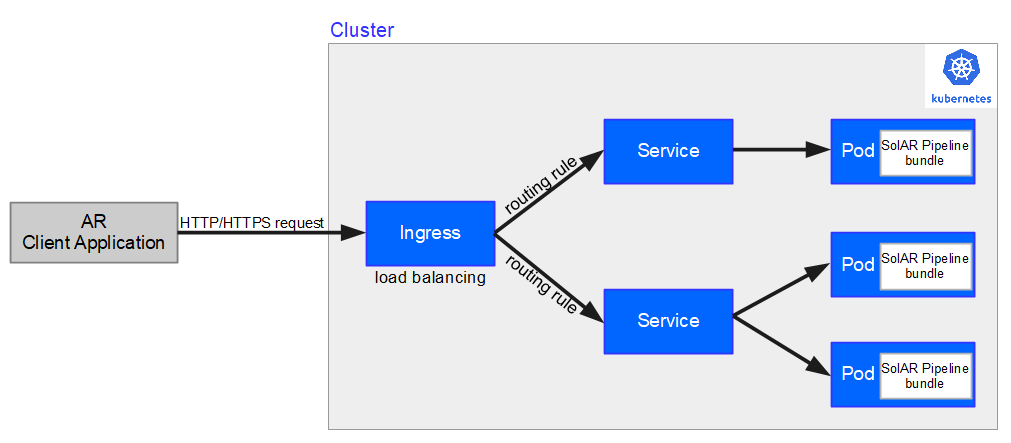 Cluster
kubernetes
AR
Client Application
HTTP/HTTPS request
Ingress
load balancing
routing rule
routing rule
Service
Service
Pod
SolAR Pipeline
bundle
Pod
SolAR Pipeline
bundle
Pod
SolAR Pipeline
bundle